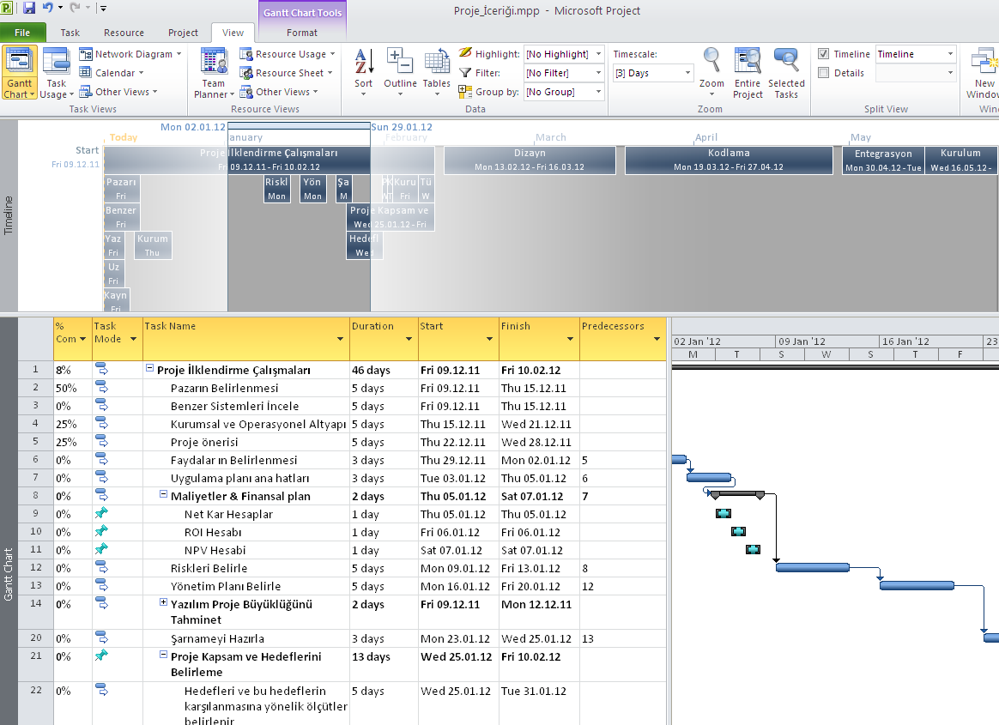 Proje_İceriği.mpp - Microsoft Project
Gantt Chart Tools
File Task Resource Project View Format
Gantt Chart
Task Usage
Network Diagram
Calendar
Other Views
Task Views
Team Planner
Resource Usage
Resource Sheet
Other Views
Resource Views
Sort
Outline
Tables
Highlight: [No Highlight]
Filter: [No Filter]
Group by: [No Group]
Data
Timescale:
[3] Days
Zoom
Entire Project
Selected Tasks
Zoom
Timeline Timeline
Details
Split View
New
Window
Timeline
Mon 02.01.12 Sun 29.01.12
Today anuary February March April May
Start
Fri 09.12.11
Proje İlklendirme Çalışmaları
Fri 09.12.11 - Fri 10.02.12
Dizayn
Mon 13.02.12 - Fri 16.03.12
Kodlama
Mon 19.03.12 - Fri 27.04.12
Entegrasyon
Mon 30.04.12 - Tue
Kurulum
Wed 16.05.12 -
Pazarı
Fri
Riskl
Mon
Yön
Mon
Şa
M
Kuru
Fri
Tü
W
Benzer
Fri
Proje Kapsam ve
Wed 25.01.12 - Fri
Yaz
Fri
Kurum
Thu
Hedefl
Wed
Uz
Fri
Kayn
Fri
Gantt Chart
% Com Task Mode Task Name Duration Start Finish Predecessors
02 Jan '12 09 Jan '12 16 Jan '12 23
M T S W S T F
1 8% Proje İlklendirme Çalışmaları 46 days Fri 09.12.11 Fri 10.02.12
2 50% Pazarın Belirlenmesi 5 days Fri 09.12.11 Thu 15.12.11
3 0% Benzer Sistemleri İncele 5 days Fri 09.12.11 Thu 15.12.11
4 25% Kurumsal ve Operasyonel Altyapı 5 days Thu 15.12.11 Wed 21.12.11
5 25% Proje önerisi 5 days Thu 22.12.11 Wed 28.12.11
6 0% Faydalar ın Belirlenmesi 3 days Thu 29.12.11 Mon 02.01.12 5
7 0% Uygulama planı ana hatları 3 days Tue 03.01.12 Thu 05.01.12 6
8 0% Maliyetler & Finansal plan 2 days Thu 05.01.12 Sat 07.01.12 7
9 0% Net Kar Hesaplar 1 day Thu 05.01.12 Thu 05.01.12
10 0% ROI Hesabı 1 day Fri 06.01.12 Fri 06.01.12
11 0% NPV Hesabi 1 day Sat 07.01.12 Sat 07.01.12
12 0% Riskleri Belirle 5 days Mon 09.01.12 Fri 13.01.12 8
13 0% Yönetim Planı Belirle 5 days Mon 16.01.12 Fri 20.01.12 12
14 0% Yazılım Proje Büyüklüğünü 2 days Fri 09.12.11 Mon 12.12.11
Tahminet
20 0% Şarnameyi Hazırla 3 days Mon 23.01.12 Wed 25.01.12 13
21 0% Proje Kapsam ve Hedeflerini 13 days Wed 25.01.12 Fri 10.02.12
Belirleme
22 0% Hedefleri ve bu hedeflerin 5 days Wed 25.01.12 Tue 31.01.12
karşılanmasına yönelik ölçütler
belirlenir